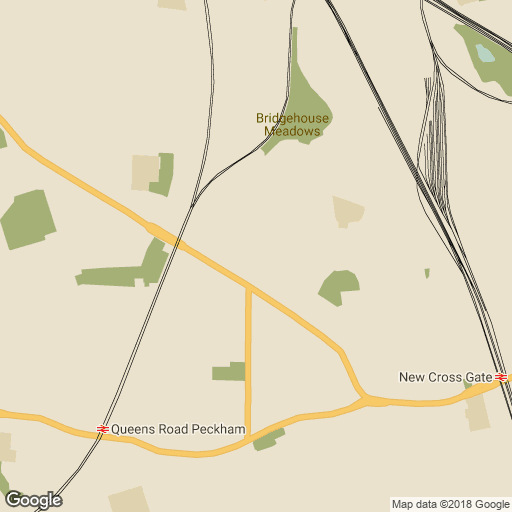 Bridgehouse
Meadows
New Cross Gate
Queens Road Peckham
Google
Map data ©2018 Google